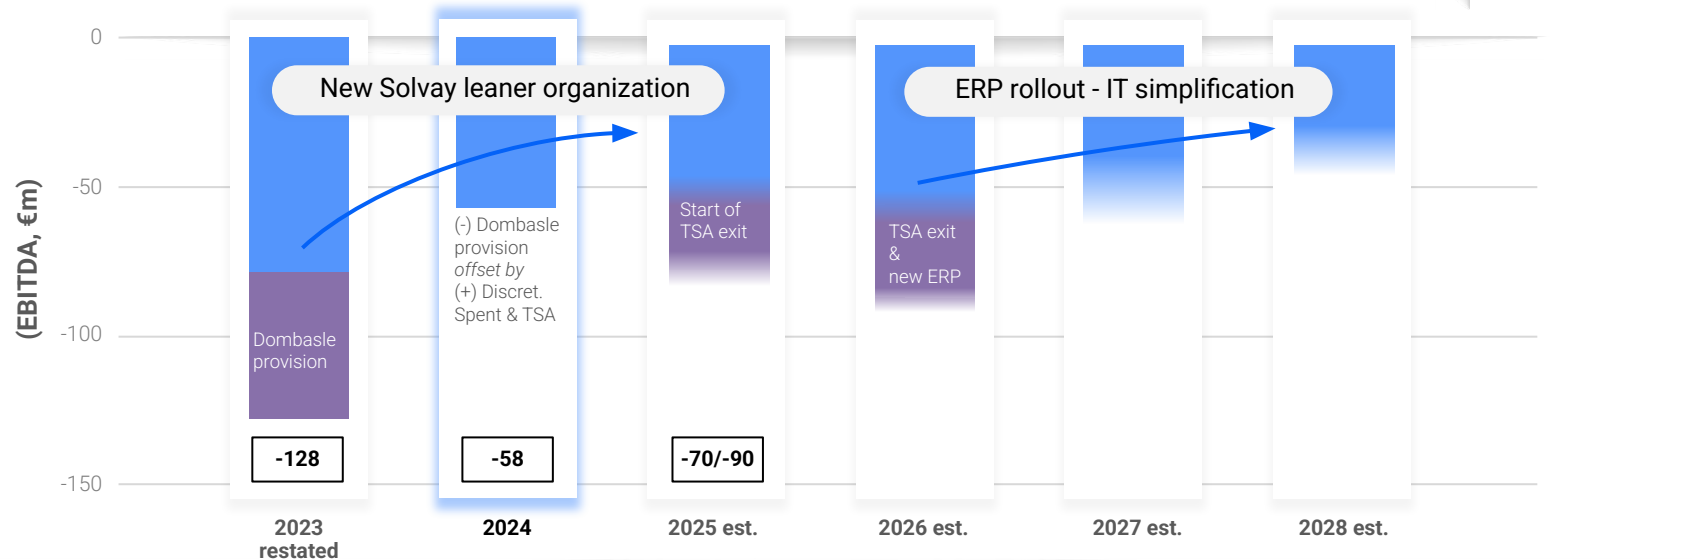 0
New Solvay leaner organization
ERP rollout - IT simplification
(EBITDA, €m)
-50
(-) Dombasle
provision
offset by
(+) Discret.
Spent & TSA
Start of
TSA exit
TSA exit
&
new ERP
-100
Dombasle
provision
-128
-58
-70/-90
-150
2023
restated
2024
2025 est.
2026 est.
2027 est.
2028 est.